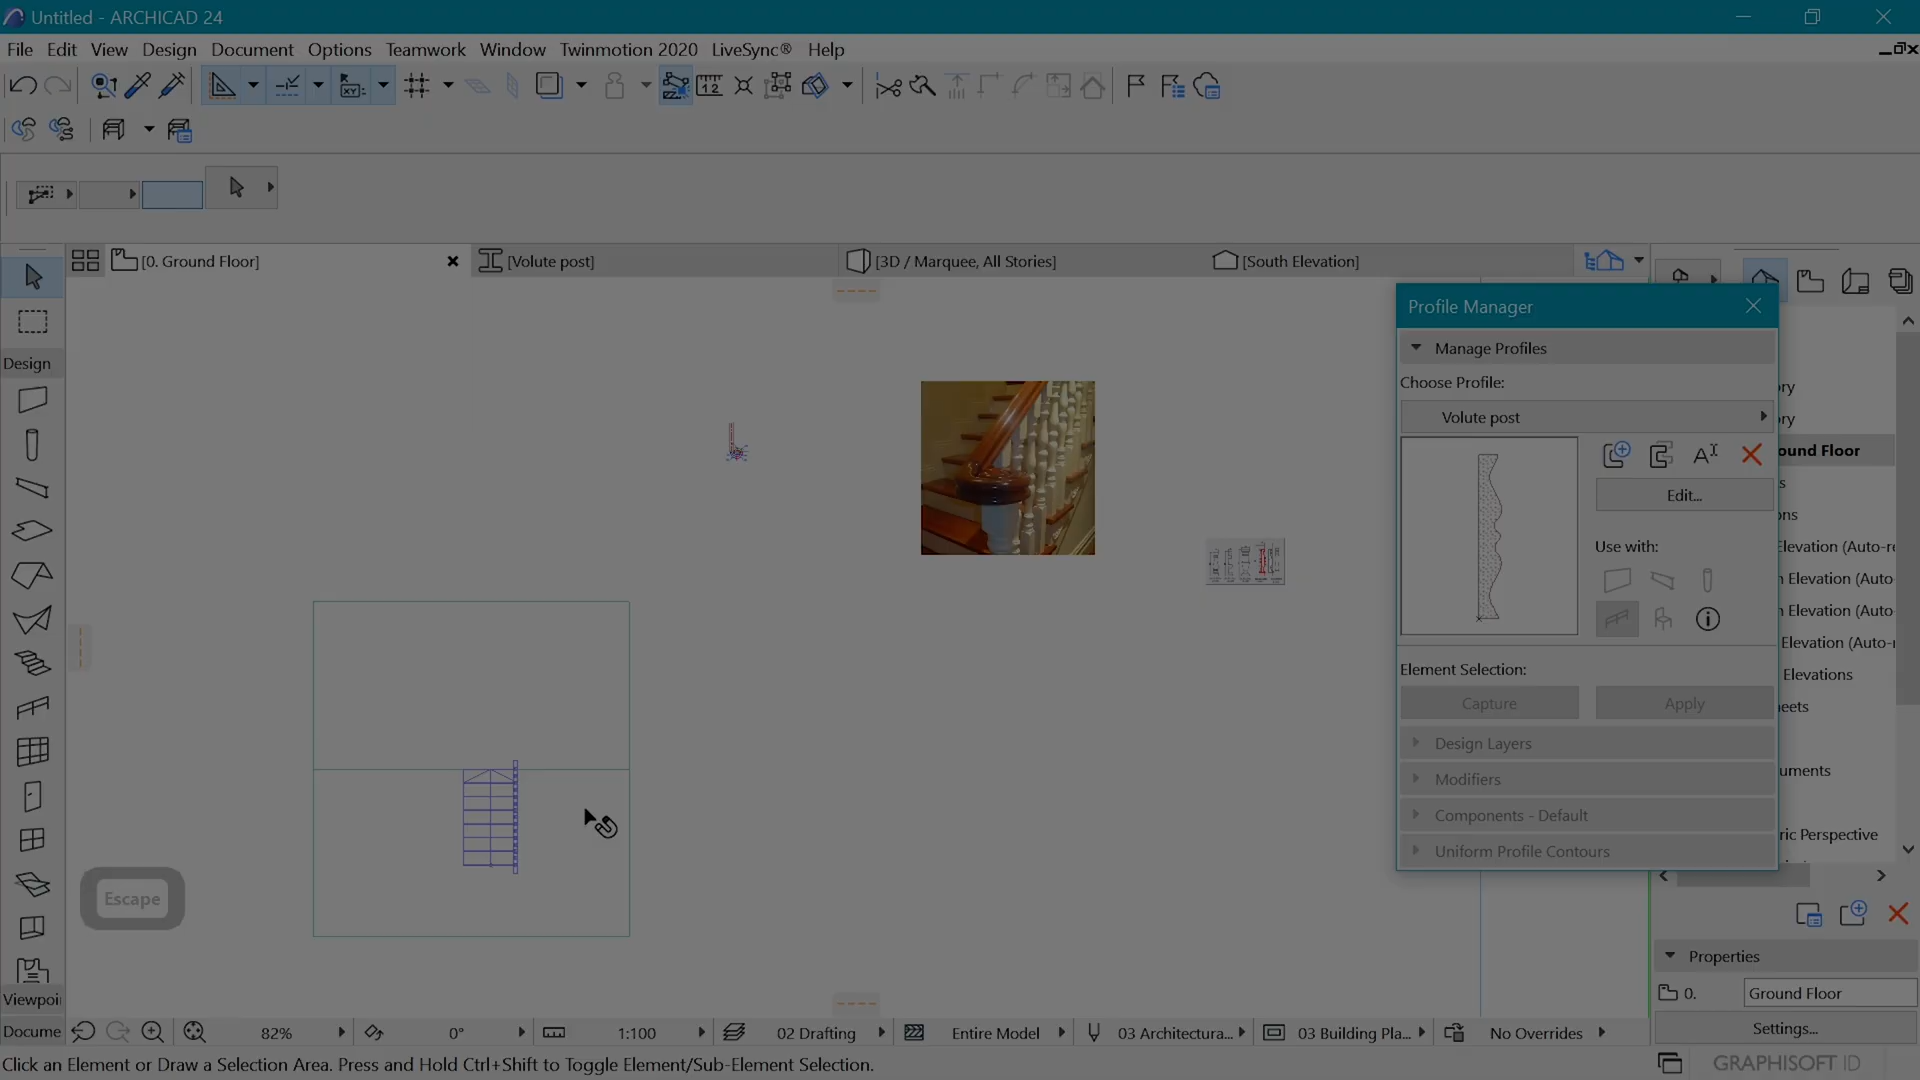 Untitled - ARCHICAD 24
File Edit View Design Document Options Teamwork Window Twinmotion 2020 LiveSync® Help
[0. Ground Floor]
[Volute post]
[3D / Marquee, All Stories]
[South Elevation]
Design
Profile Manager
Manage Profiles
Choose Profile:
Volute post
Edit...
Use with:
Element Selection:
Capture
Apply
Design Layers
Modifiers
Components - Default
Uniform Profile Contours
ry
ry
ound Floor
s
ons
Elevation (Auto-re
n Elevation (Auto
n Elevation (Auto
Elevation (Auto-r
Elevations
eets
uments
ric Perspective
Properties
0.
Ground Floor
Settings...
Escape
Viewpoi
Docume
82%
0°
1:100
02 Drafting
Entire Model
03 Architectura...
03 Building Pla...
No Overrides
Click an Element or Draw a Selection Area. Press and Hold Ctrl+Shift to Toggle Element/Sub-Element Selection.
GRAPHISOFT ID